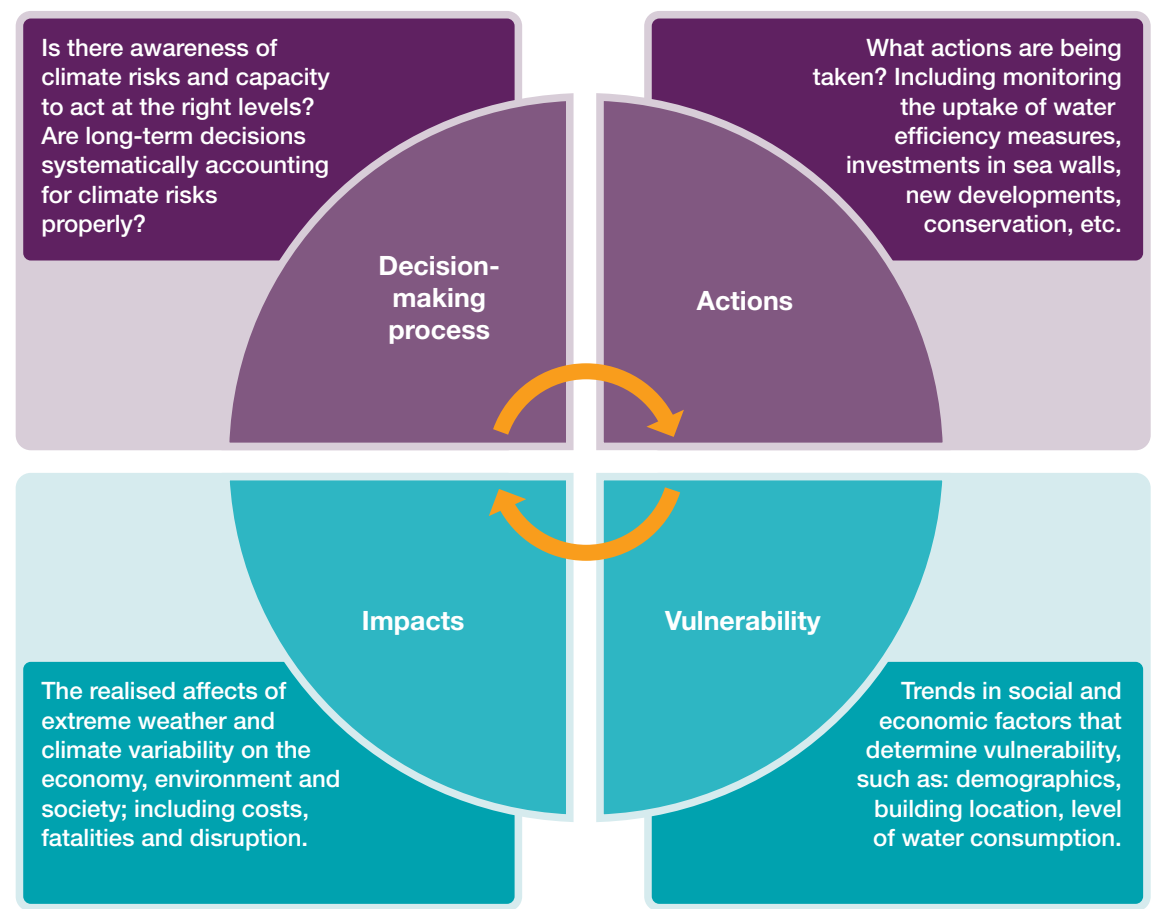 Is there awareness of
climate risks and capacity
to act at the right levels?
Are long-term decisions
systematically accounting
for climate risks
properly?
What actions are being
taken? Including monitoring
the uptake of water
efficiency measures,
investments in sea walls,
new developments,
conservation, etc.
Decision-
making
process
Actions
Impacts
Vulnerability
The realised affects of
extreme weather and
climate variability on the
economy, environment and
society; including costs,
fatalities and disruption.
Trends in social and
economic factors that
determine vulnerability,
such as: demographics,
building location, level
of water consumption.